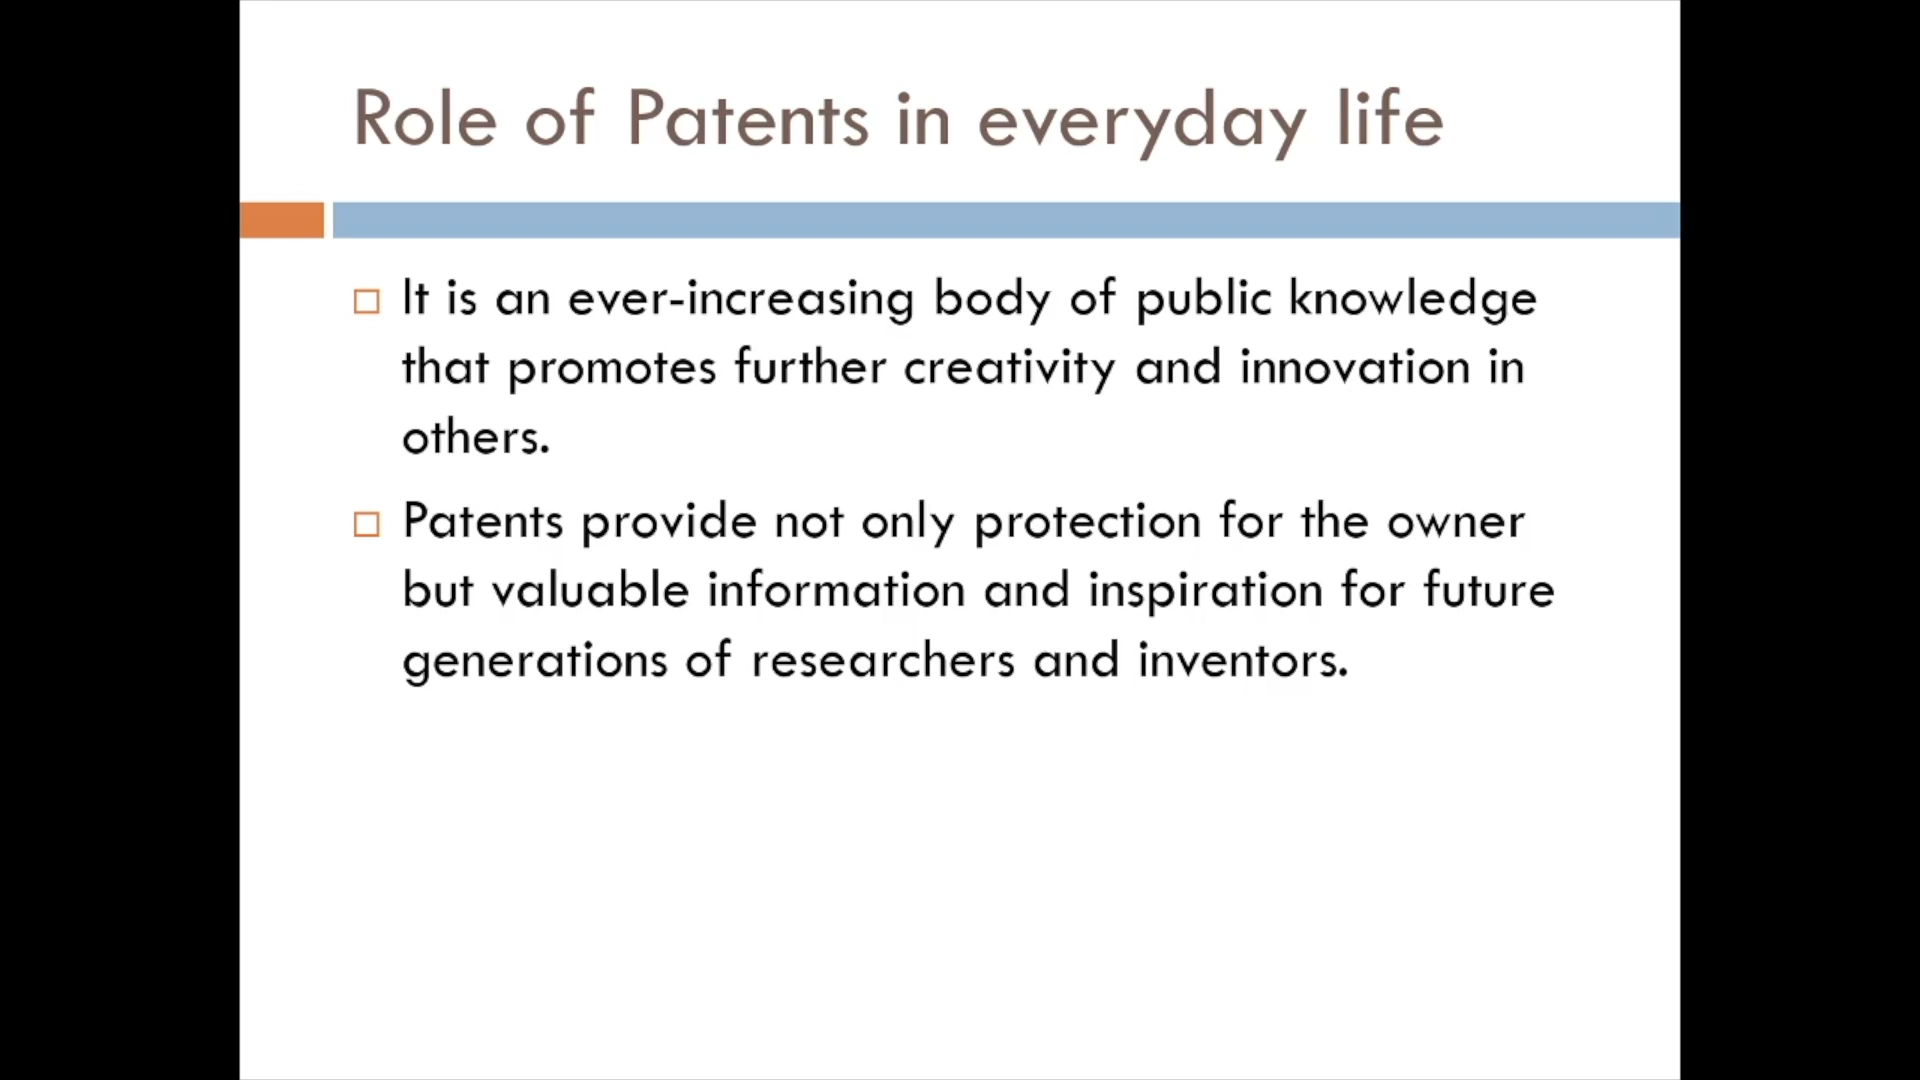 Role of Patents in everyday life
It is an ever-increasing body of public knowledge
that promotes further creativity and innovation in
others.
Patents provide not only protection for the owner
but valuable information and inspiration for future
generations of researchers and inventors.